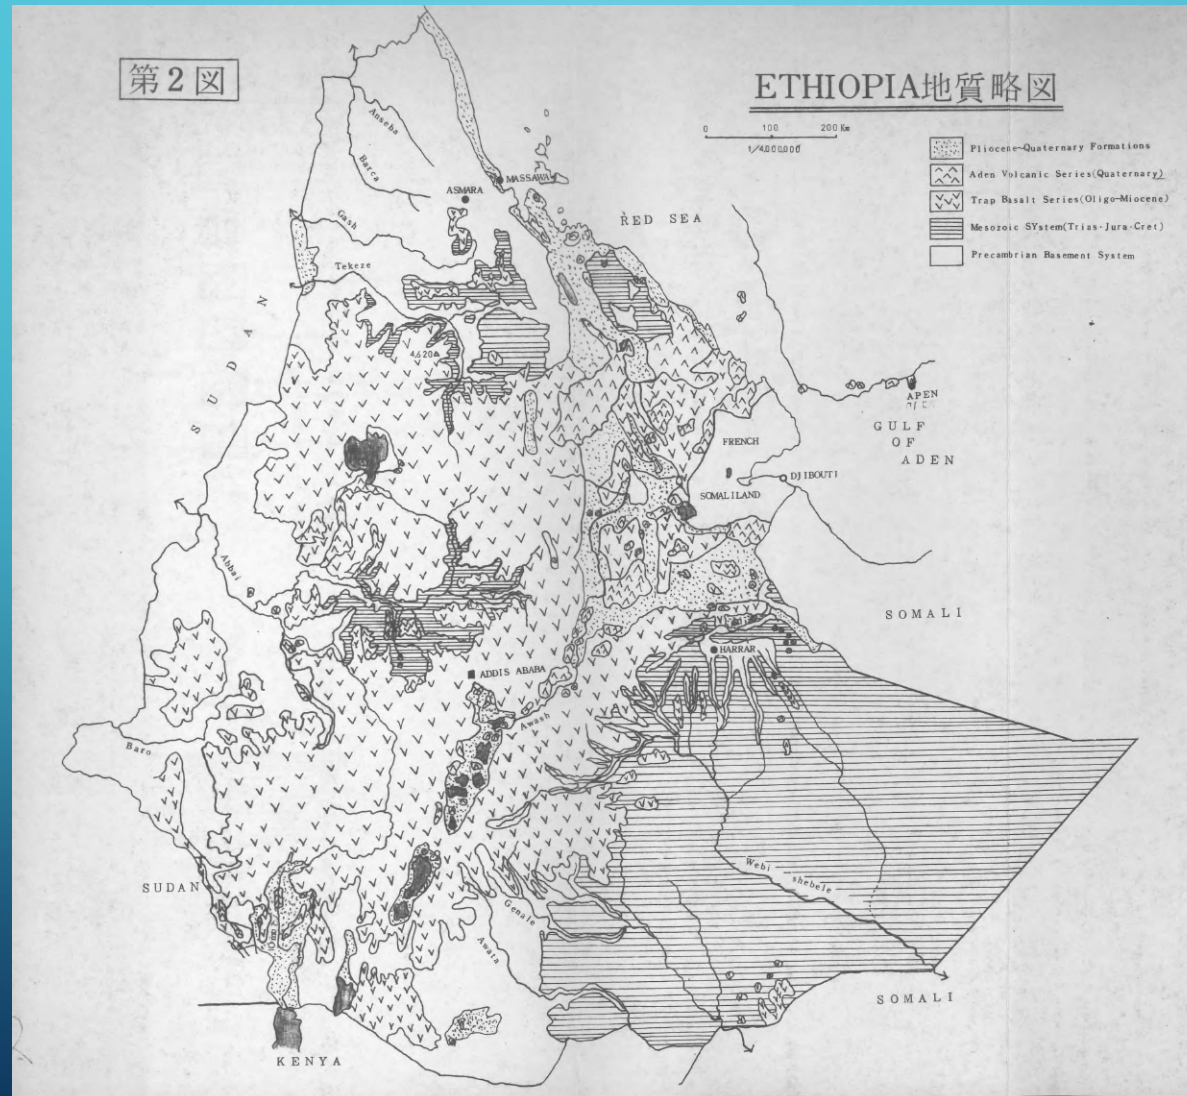 第2図
ETHIOPIA地質略図
0 100 200 Km
1/4,000,000
Pliocene-Quaternary Formations
Aden Volcanic Series(Quaternary)
Trap Basalt Series(Oligo-Miocene)
Mesozoic SYstem(Trias-Jura-Cret)
Precambrian Basement System
Anseba
Barca
MASSAWA
ASMARA
RED SEA
Gash
Tekeze
SUDAN
4,620
APEN
GULF
OF
ADEN
FRENCH
SOMALILAND
DJIBOUTI
Abbai
SOMALI
HARRAR
ADDIS ABABA
Awash
Baro
Webi shebele
SUDAN
Genale
Awata
Omo
SOMALI
KENYA